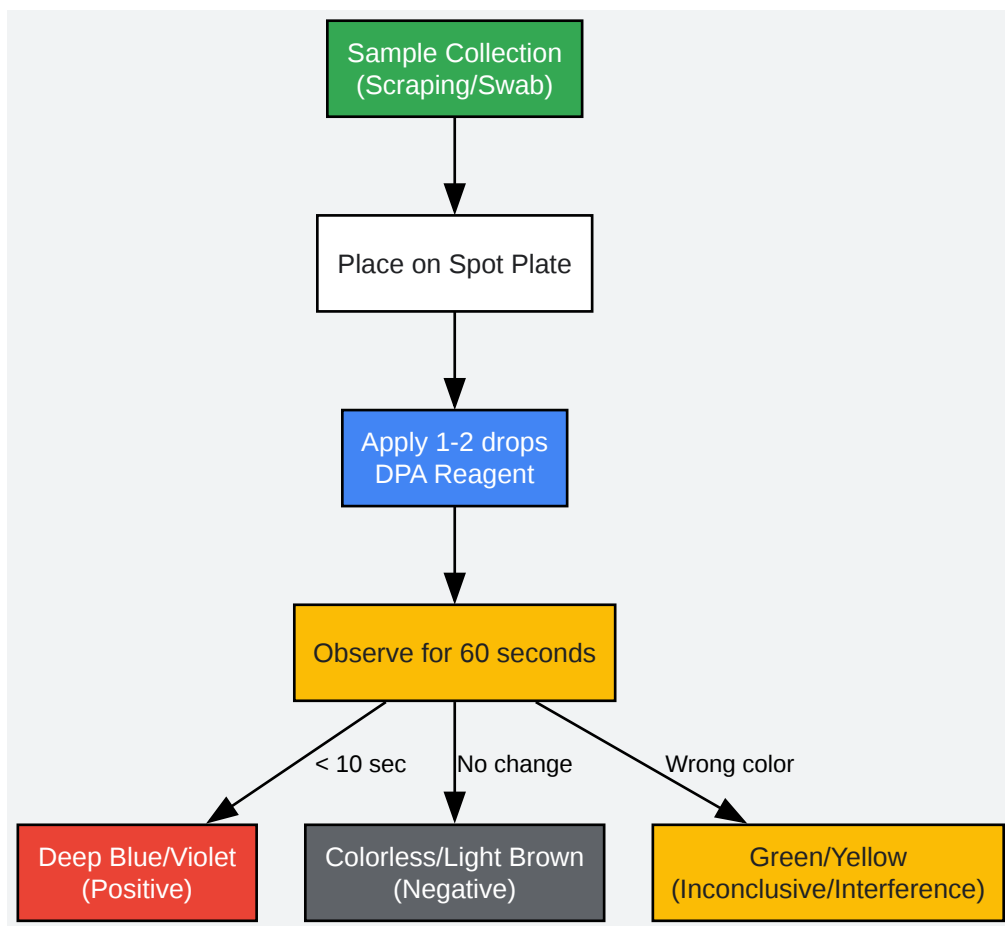 Sample Collection
(Scraping/Swab)
Place on Spot Plate
Apply 1-2 drops
DPA Reagent
Observe for 60 seconds
< 10 sec
No change
Wrong color
Deep Blue/Violet
(Positive)
Colorless/Light Brown
(Negative)
Green/Yellow
(Inconclusive/Interference)